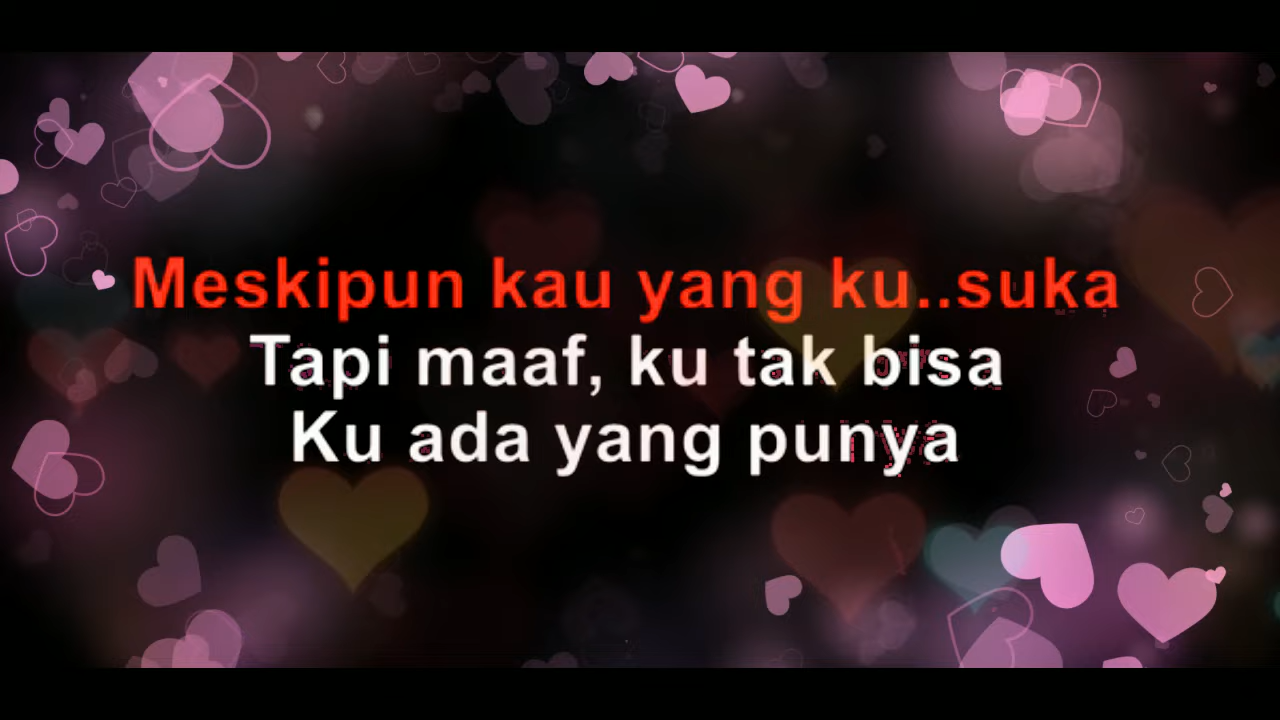 Meskipun kau yang ku..suka
Tapi maaf, ku tak bisa
Ku ada yang punya